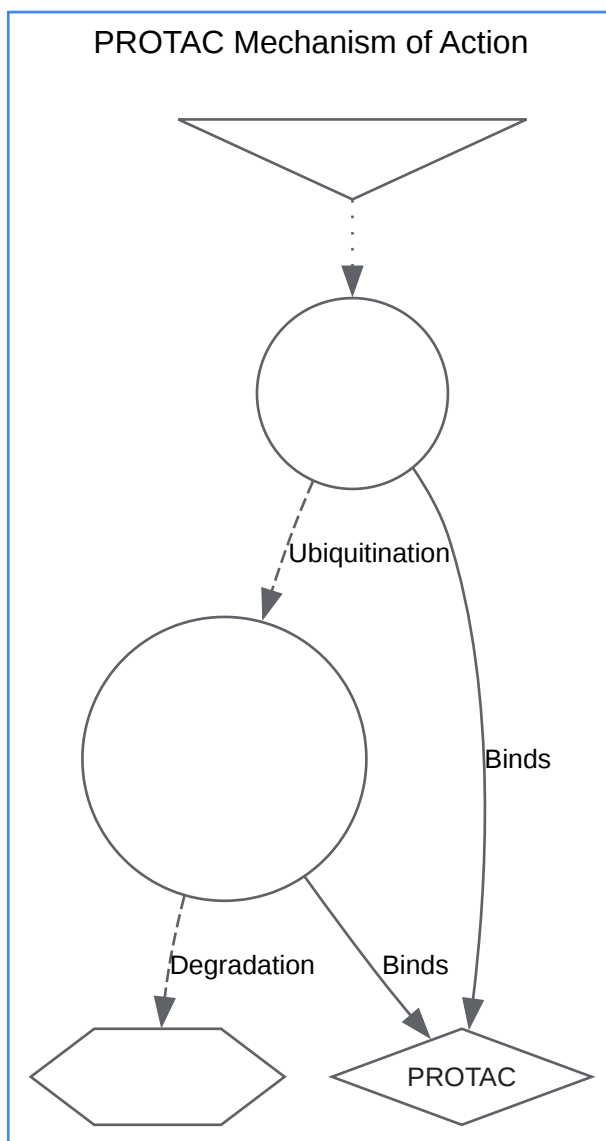 PROTAC Mechanism of Action
Ubiquitination
Binds
Degradation
Binds
PROTAC